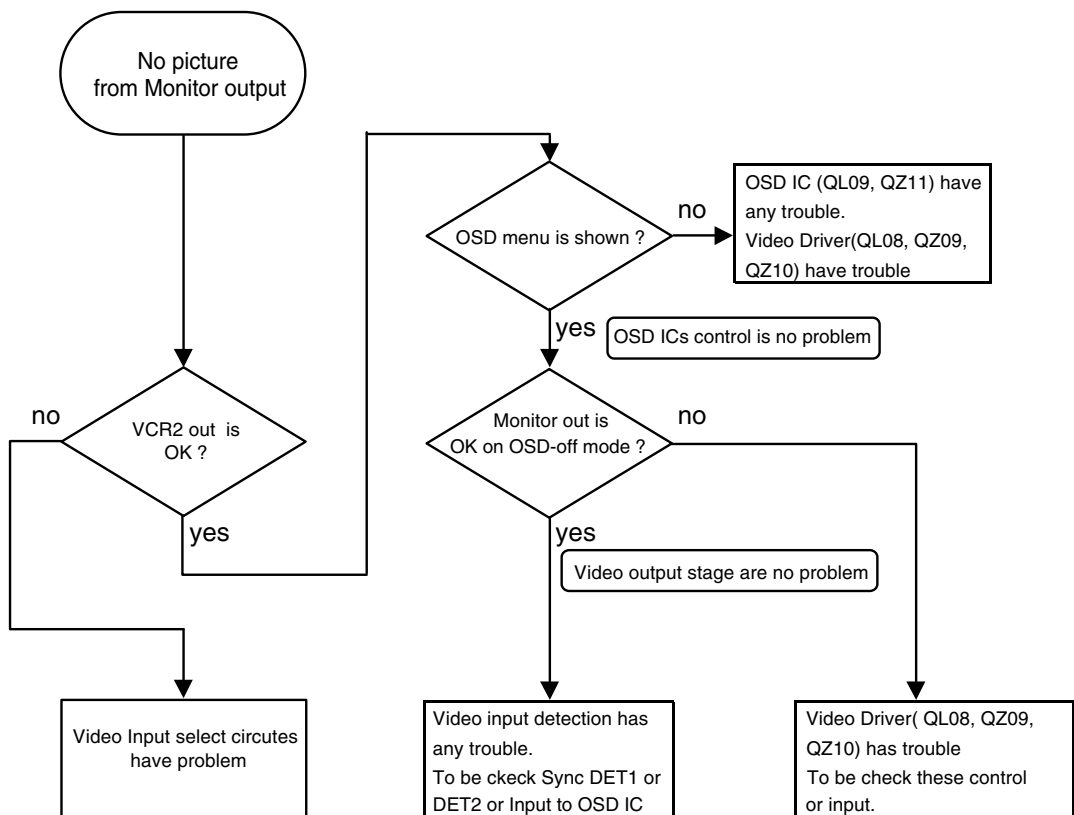 No picture
from Monitor output
OSD menu is shown ?
no
OSD IC (QL09, QZ11) have
any trouble.
Video Driver(QL08, QZ09,
QZ10) have trouble
yes
OSD ICs control is no problem
no
VCR2 out is
OK ?
yes
Monitor out is
OK on OSD-off mode ?
no
yes
Video output stage are no problem
Video Input select circutes
have problem
Video input detection has
any trouble.
To be ckeck Sync DET1 or
DET2 or Input to OSD IC
Video Driver( QL08, QZ09,
QZ10) has trouble
To be check these control
or input.